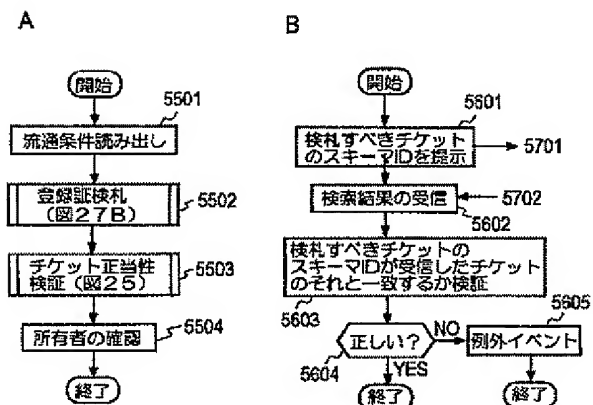 A
開始
5501
流通条件読み出し
登録証検札
(図27B)
5502
チケット正当性
検証(図25)
5503
所有者の確認
5504
終了
B
開始
5601
検札すべきチケット
のスキーマIDを提示
5701
検索結果の受信
5702
5602
検札すべきチケットの
スキーマIDが受信したチケット
のそれと一致するか検証
5603
正しい?
5604
NO
YES
5605
例外イベント
終了
終了